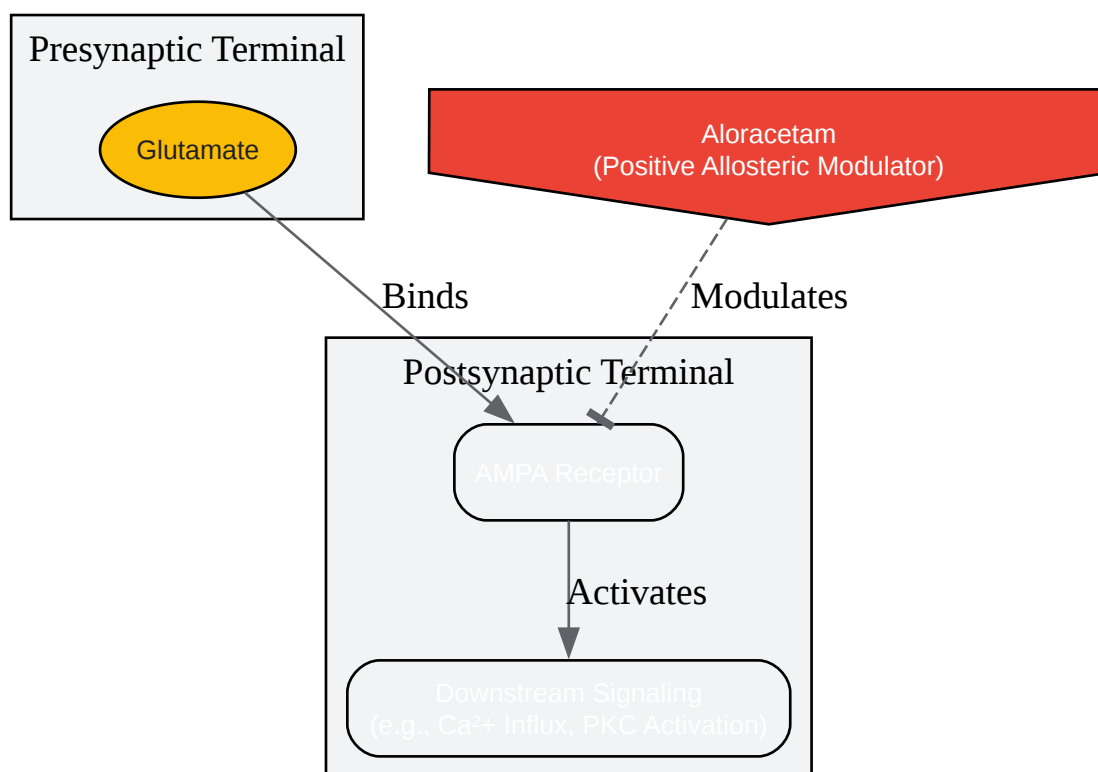 Presynaptic Terminal
Glutamate
Aloracetam
(Positive Allosteric Modulator)
Binds
Modulates
Postsynaptic Terminal
AMPA Receptor
Activates
Downstream Signaling
(e.g., Ca²+ Influx, PKC Activation)